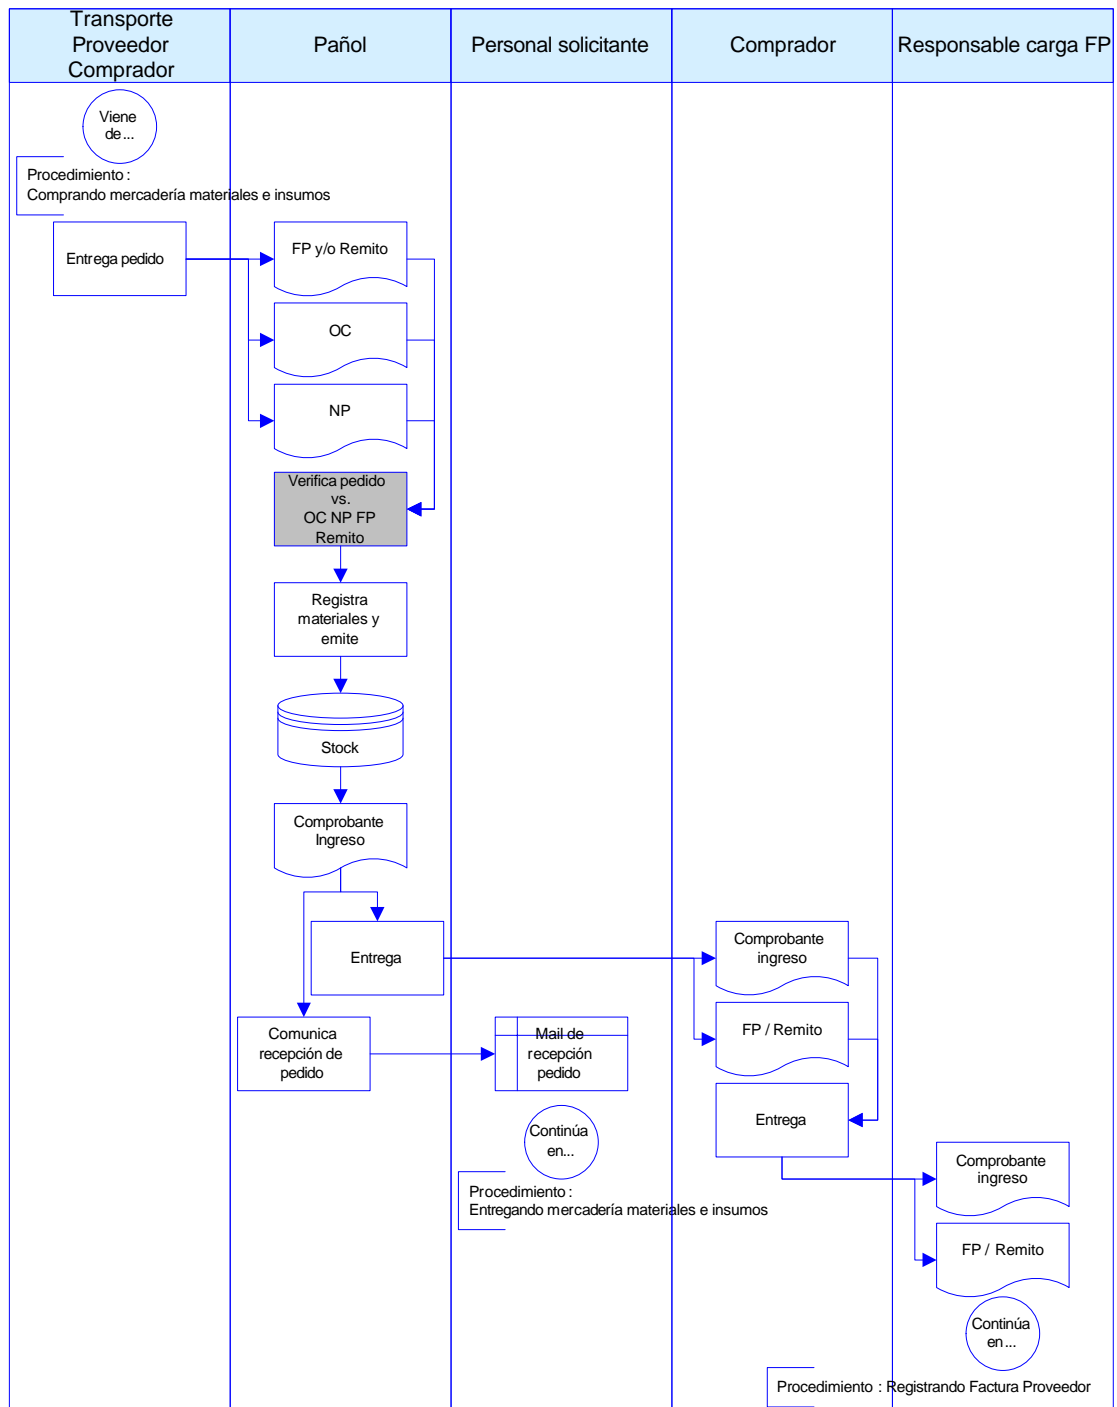 Transporte
Proveedor
Comprador
Pañol
Personal solicitante
Comprador
Responsable carga FP
Viene
de...
Procedimiento :
Comprando mercadería materiales e insumos
Entrega pedido
FP y/o Remito
OC
NP
Verifica pedido
vs.
OC NP FP
Remito
Registra
materiales y
emite
Stock
Comprobante
Ingreso
Entrega
Comprobante
ingreso
Comunica
recepción de
pedido
Mail de
recepción
pedido
FP / Remito
Entrega
Continúa
en...
Procedimiento :
Entregando mercadería materiales e insumos
Comprobante
ingreso
FP / Remito
Continúa
en...
Procedimiento : Registrando Factura Proveedor